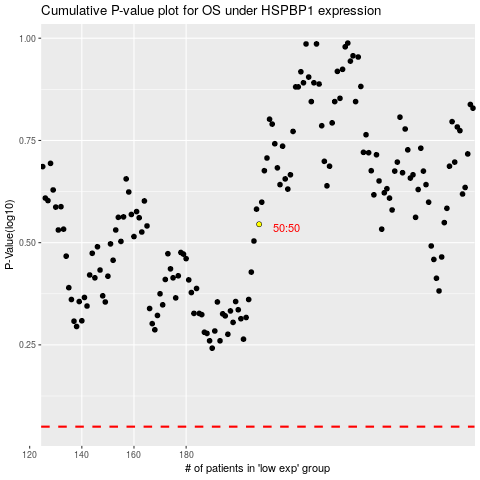 Cumulative P-value plot for OS under HSPBP1 expression
P-Value(log10)
1.00
0.75
0.50
0.25
50:50
120 140 160 180
# of patients in 'low exp' group